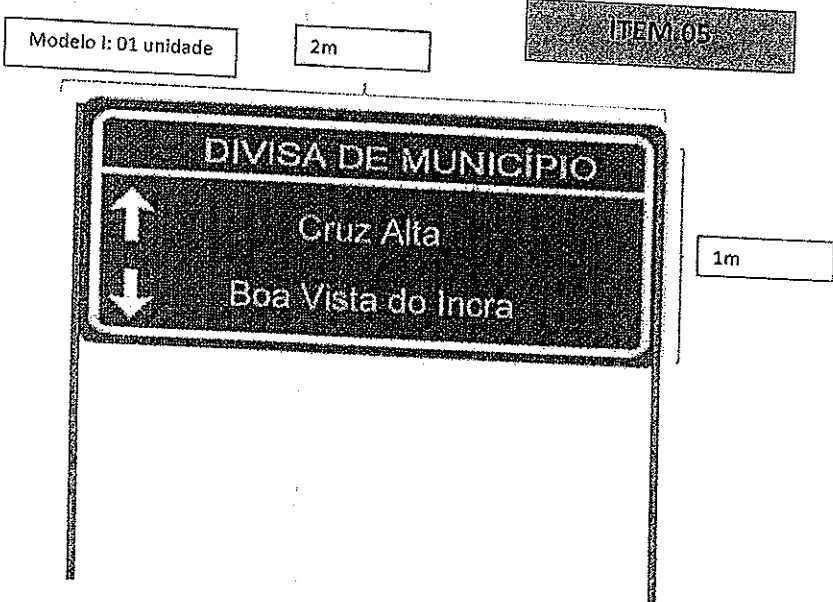 Modelo I: 01 unidade
2m
ITEM 05
DIVISA DE MUNICÍPIO
Cruz Alta
Boa Vista do Incra
1m